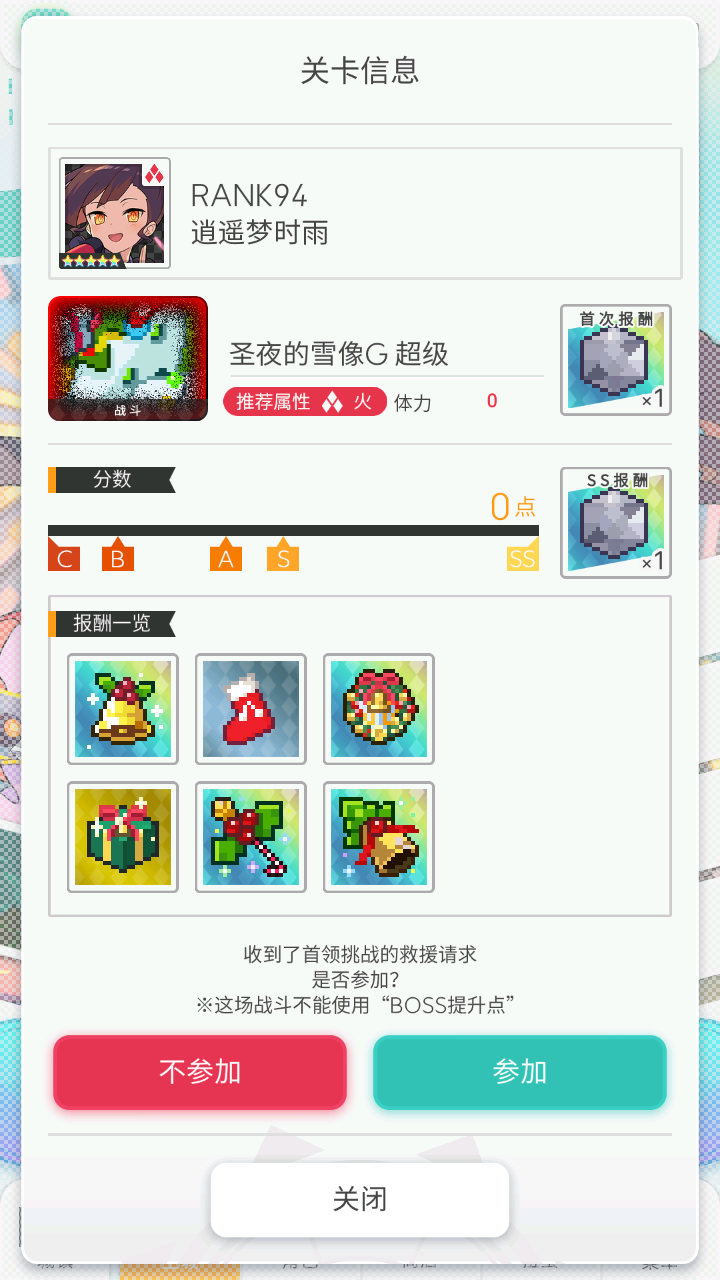 关卡信息
RANK94
逍遥梦时雨
圣夜的雪像G 超级
首次报酬
×1
战斗
推荐属性 火 体力 0
分数
0点
SS报酬
×1
C B A S SS
报酬一览
收到了首领挑战的救援请求
是否参加?
※这场战斗不能使用“BOSS提升点”
不参加
参加
关闭